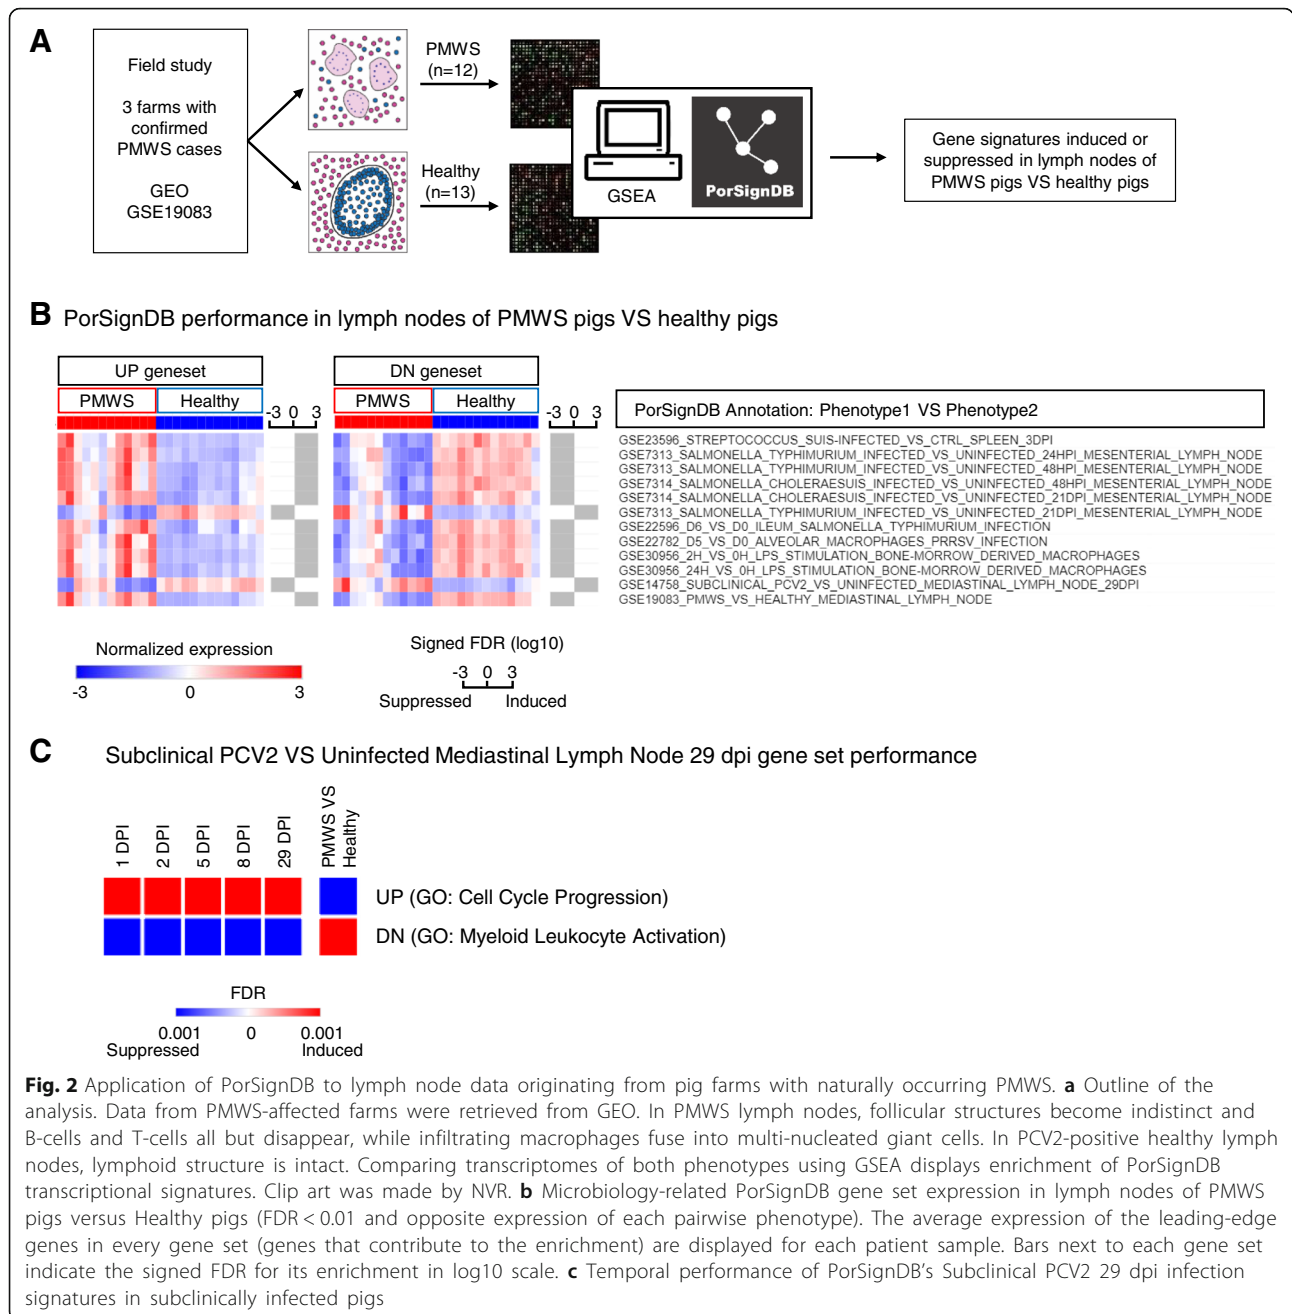 A
Field study
3 farms with
confirmed
PMWS cases
GEO
GSE19083
PMWS
(n=12)
Healthy
(n=13)
GSEA
PorSignDB
Gene signatures induced or
suppressed in lymph nodes of
PMWS pigs VS healthy pigs
B PorSignDB performance in lymph nodes of PMWS pigs VS healthy pigs
UP geneset
PMWS Healthy
-3 0 3
DN geneset
PMWS Healthy
-3 0 3
PorSignDB Annotation: Phenotype1 VS Phenotype2
GSE23596_STREPTOCOCCUS_SUIS-INFECTED_VS_CTRL_SPLEEN_3DPI
GSE7313_SALMONELLA_TYPHIMURIUM_INFECTED_VS_UNINFECTED_24HPI_MESENTERIAL_LYMPH_NODE
GSE7313_SALMONELLA_TYPHIMURIUM_INFECTED_VS_UNINFECTED_48HPI_MESENTERIAL_LYMPH_NODE
GSE7314_SALMONELLA_CHOLERAESUIS_INFECTED_VS_UNINFECTED_48HPI_MESENTERIAL_LYMPH_NODE
GSE7314_SALMONELLA_CHOLERAESUIS_INFECTED_VS_UNINFECTED_21DPI_MESENTERIAL_LYMPH_NODE
GSE7313_SALMONELLA_TYPHIMURIUM_INFECTED_VS_UNINFECTED_21DPI_MESENTERIAL_LYMPH_NODE
GSE22596_D6_VS_D0_ILEUM_SALMONELLA_TYPHIMURIUM_INFECTION
GSE22782_D5_VS_D0_ALVEOLAR_MACROPHAGES_PRRSV_INFECTION
GSE30956_2H_VS_0H_LPS_STIMULATION_BONE-MORROW_DERIVED_MACROPHAGES
GSE30956_24H_VS_0H_LPS_STIMULATION_BONE-MORROW_DERIVED_MACROPHAGES
GSE14758_SUBCLINICAL_PCV2_VS_UNINFECTED_MEDIASTINAL_LYMPH_NODE_29DPI
GSE19083_PMWS_VS_HEALTHY_MEDIASTINAL_LYMPH_NODE
Normalized expression
-3 0 3
Signed FDR (log10)
-3 0 3
Suppressed Induced
C Subclinical PCV2 VS Uninfected Mediastinal Lymph Node 29 dpi gene set performance
1 DPI
2 DPI
5 DPI
8 DPI
29 DPI
PMWS VS
Healthy
UP (GO: Cell Cycle Progression)
DN (GO: Myeloid Leukocyte Activation)
FDR
0.001 0 0.001
Suppressed Induced
Fig. 2 Application of PorSignDB to lymph node data originating from pig farms with naturally occurring PMWS. a Outline of the
analysis. Data from PMWS-affected farms were retrieved from GEO. In PMWS lymph nodes, follicular structures become indistinct and
B-cells and T-cells all but disappear, while infiltrating macrophages fuse into multi-nucleated giant cells. In PCV2-positive healthy lymph
nodes, lymphoid structure is intact. Comparing transcriptomes of both phenotypes using GSEA displays enrichment of PorSignDB
transcriptional signatures. Clip art was made by NVR. b Microbiology-related PorSignDB gene set expression in lymph nodes of PMWS
pigs versus Healthy pigs (FDR < 0.01 and opposite expression of each pairwise phenotype). The average expression of the leading-edge
genes in every gene set (genes that contribute to the enrichment) are displayed for each patient sample. Bars next to each gene set
indicate the signed FDR for its enrichment in log10 scale. c Temporal performance of PorSignDB's Subclinical PCV2 29 dpi infection
signatures in subclinically infected pigs